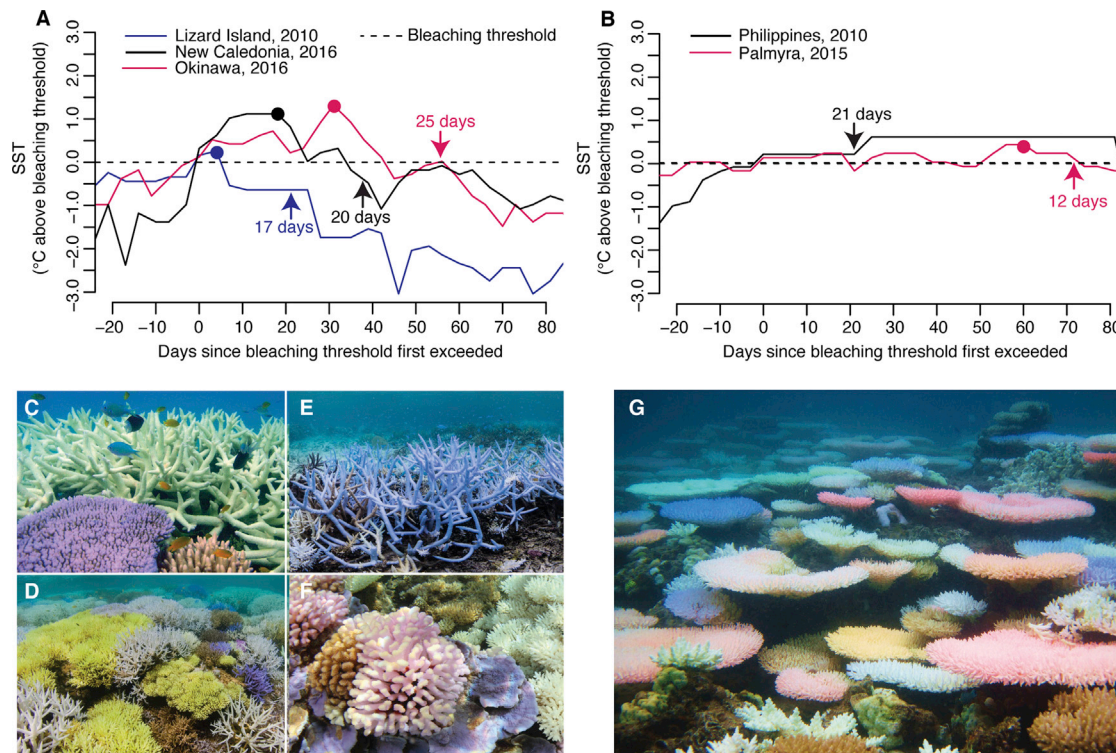 A
Lizard Island, 2010
New Caledonia, 2016
Okinawa, 2016
Bleaching threshold
SST
(°C above bleaching threshold)
3.0
2.0
1.0
0.0
−1.0
−2.0
−3.0
25 days
20 days
17 days
−20 −10 0 10 20 30 40 50 60 70 80
Days since bleaching threshold first exceeded
B
Philippines, 2010
Palmyra, 2015
SST
(°C above bleaching threshold)
3.0
2.0
1.0
0.0
−1.0
−2.0
−3.0
21 days
12 days
−20 −10 0 10 20 30 40 50 60 70 80
Days since bleaching threshold first exceeded
C
E
D
F
G